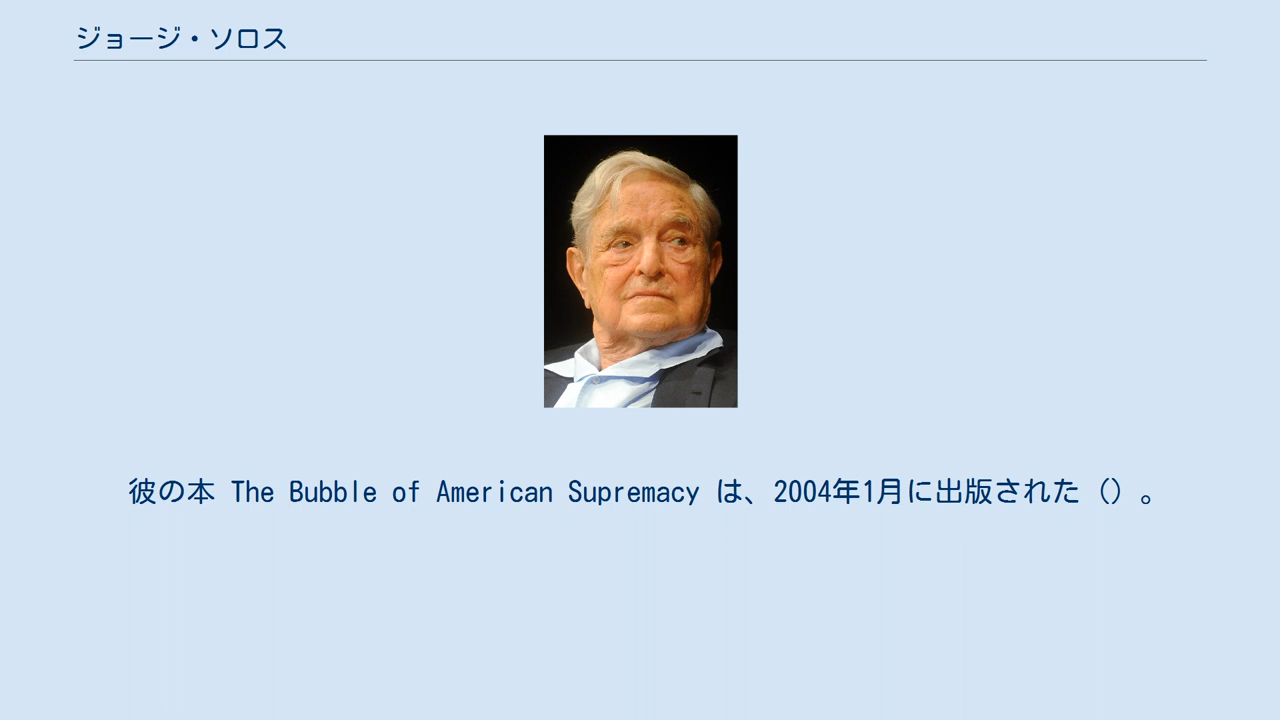 ジョージ・ソロス
彼の本 The Bubble of American Supremacy は、2004年1月に出版された（）。